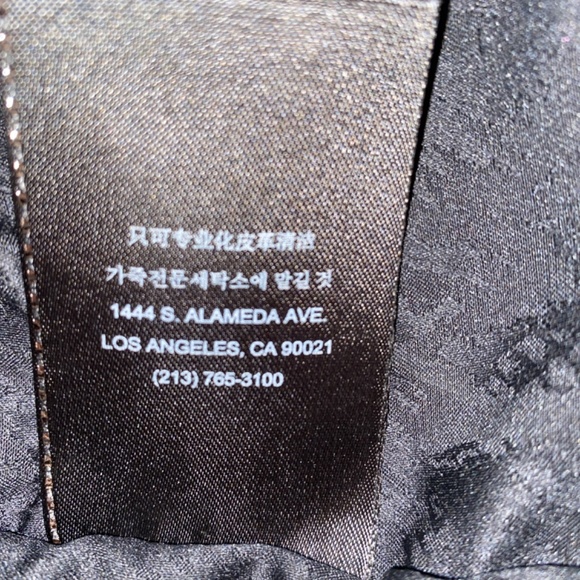 只可专业化皮革清洁
가죽전문세탁소에 맡길 것
1444 S. ALAMEDA AVE.
LOS ANGELES, CA 90021
(213) 765-3100